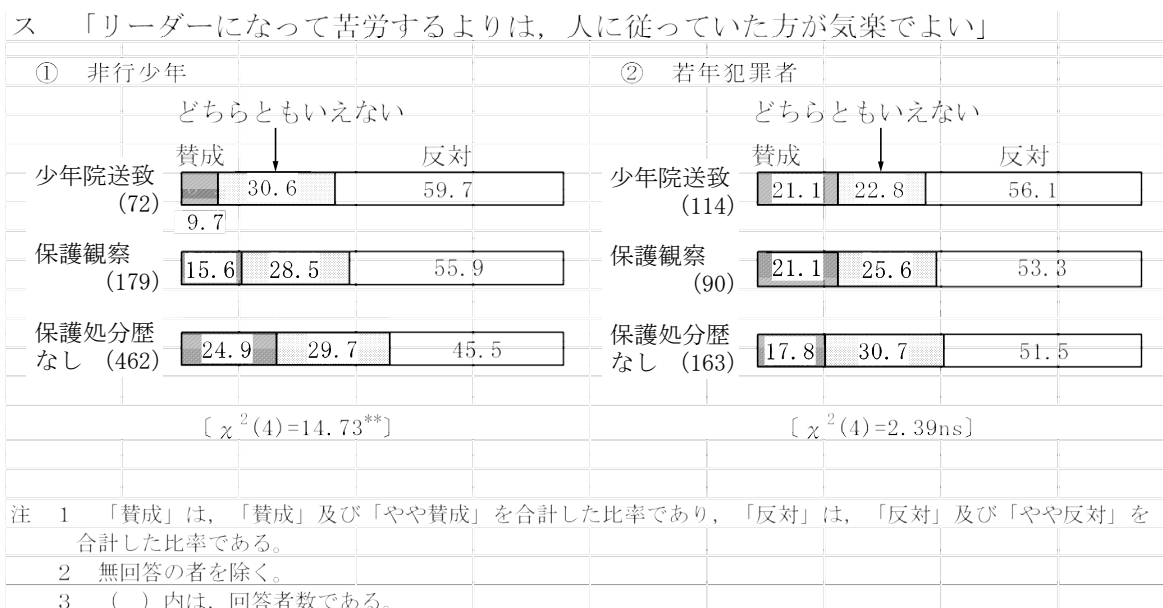 ス 「リーダーになって苦労するよりは，人に従っていた方が気楽でよい」
① 非行少年
どちらともいえない
賛成 反対
少年院送致
(72)
30.6 59.7
9.7
保護観察
(179)
15.6 28.5 55.9
保護処分歴
なし (462)
24.9 29.7 45.5
〔χ²(4)=14.73**〕
② 若年犯罪者
どちらともいえない
賛成 反対
少年院送致
(114)
21.1 22.8 56.1
保護観察
(90)
21.1 25.6 53.3
保護処分歴
なし (163)
17.8 30.7 51.5
〔χ²(4)=2.39ns〕
注 1 「賛成」は，「賛成」及び「やや賛成」を合計した比率であり，「反対」は，「反対」及び「やや反対」を
合計した比率である。
2 無回答の者を除く。
3 （ ）内は，回答者数である。